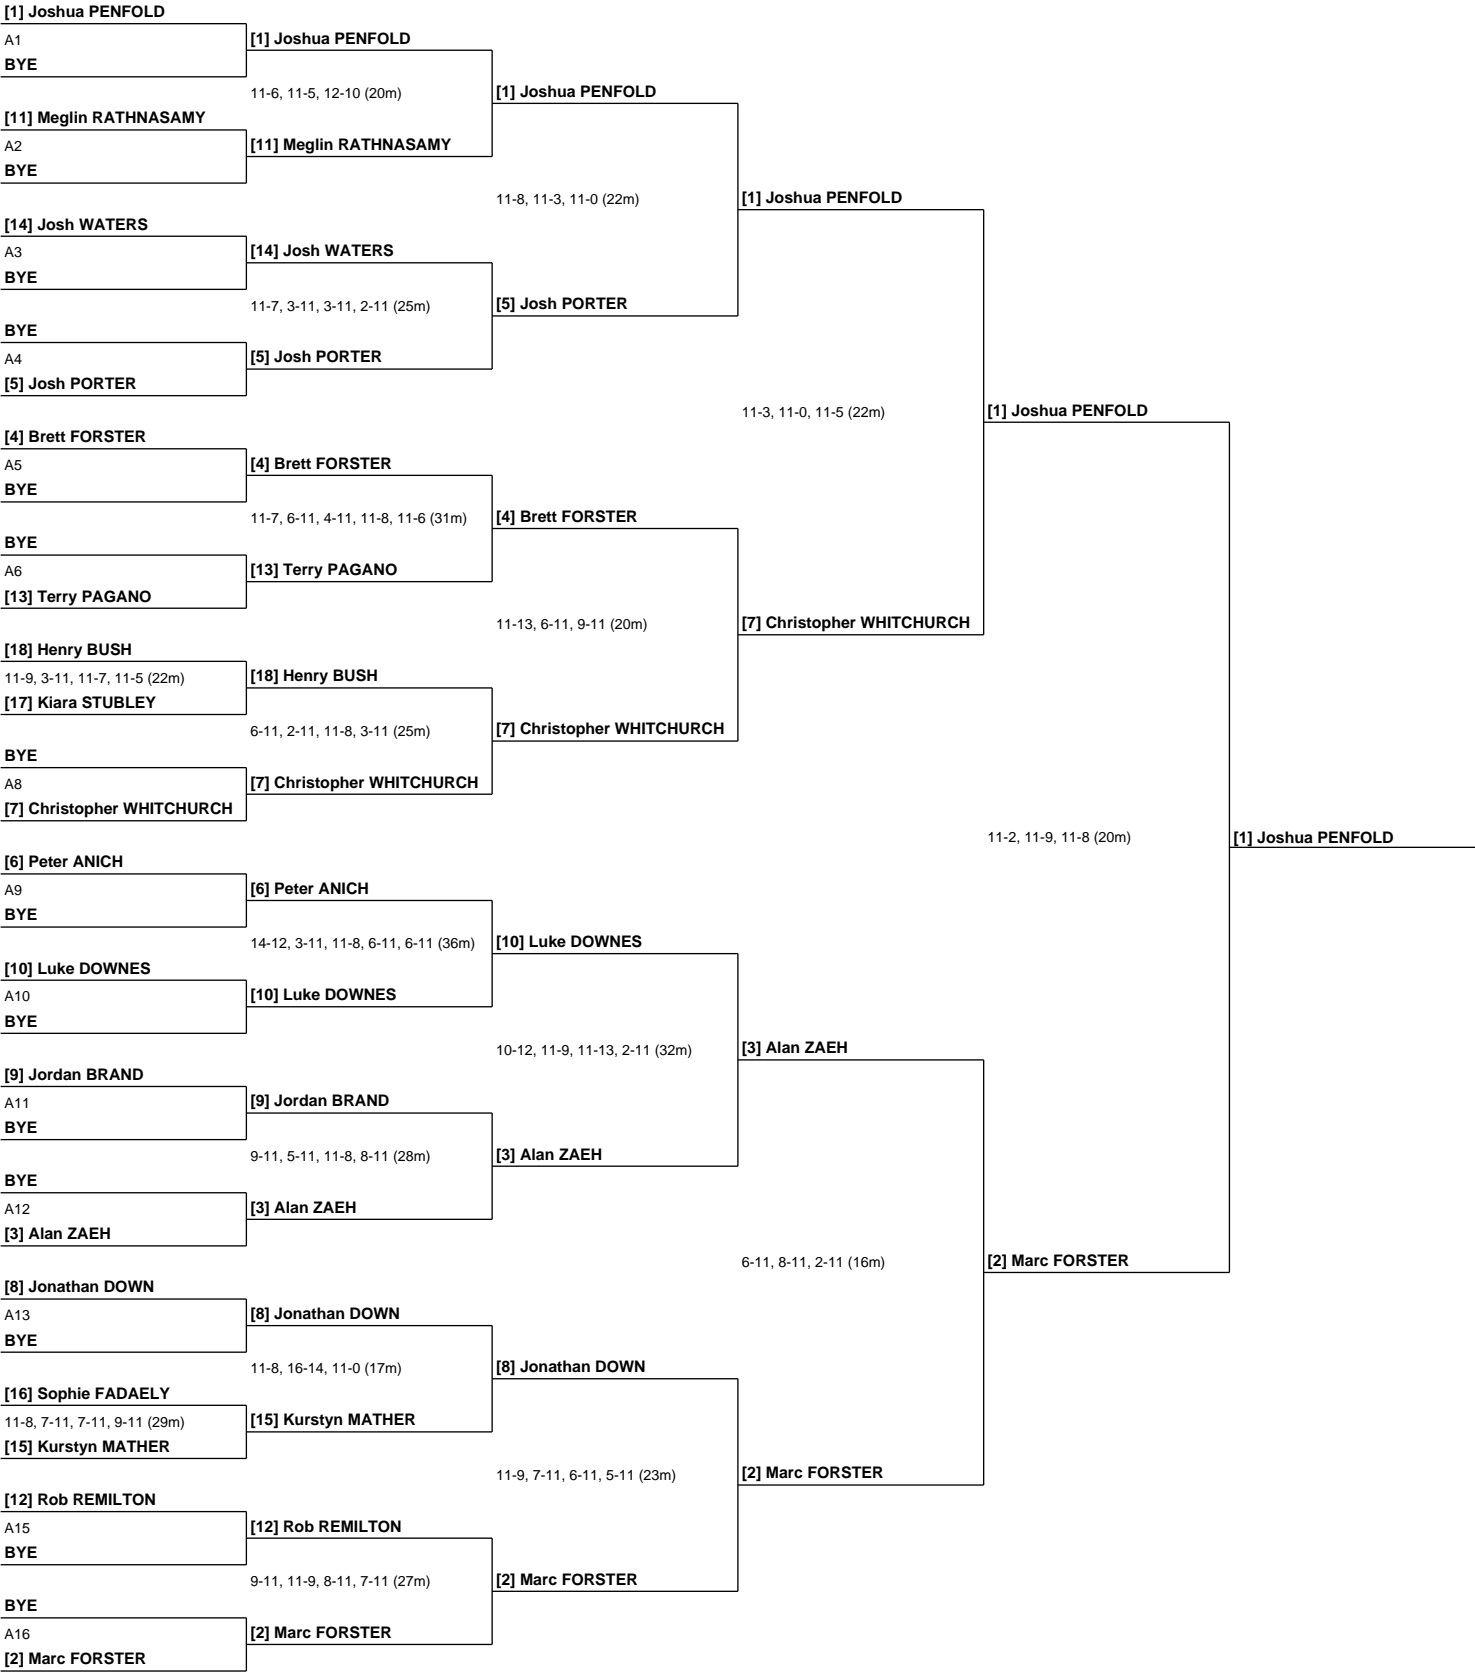 [1] Joshua PENFOLD
A1
BYE
[1] Joshua PENFOLD
11-6, 11-5, 12-10 (20m)
[1] Joshua PENFOLD
[11] Meglin RATHNASAMY
A2
BYE
[11] Meglin RATHNASAMY
11-8, 11-3, 11-0 (22m)
[1] Joshua PENFOLD
[14] Josh WATERS
A3
BYE
[14] Josh WATERS
11-7, 3-11, 3-11, 2-11 (25m)
[5] Josh PORTER
BYE
A4
[5] Josh PORTER
[5] Josh PORTER
11-3, 11-0, 11-5 (22m)
[1] Joshua PENFOLD
[4] Brett FORSTER
A5
BYE
[4] Brett FORSTER
11-7, 6-11, 4-11, 11-8, 11-6 (31m)
[4] Brett FORSTER
BYE
A6
[13] Terry PAGANO
[13] Terry PAGANO
11-13, 6-11, 9-11 (20m)
[7] Christopher WHITCHURCH
[18] Henry BUSH
11-9, 3-11, 11-7, 11-5 (22m)
[17] Kiara STUBLEY
[18] Henry BUSH
6-11, 2-11, 11-8, 3-11 (25m)
[7] Christopher WHITCHURCH
BYE
A8
[7] Christopher WHITCHURCH
[7] Christopher WHITCHURCH
11-2, 11-9, 11-8 (20m)
[1] Joshua PENFOLD
[6] Peter ANICH
A9
BYE
[6] Peter ANICH
14-12, 3-11, 11-8, 6-11, 6-11 (36m)
[10] Luke DOWNES
[10] Luke DOWNES
A10
BYE
[10] Luke DOWNES
10-12, 11-9, 11-13, 2-11 (32m)
[3] Alan ZAEH
[9] Jordan BRAND
A11
BYE
[9] Jordan BRAND
9-11, 5-11, 11-8, 8-11 (28m)
[3] Alan ZAEH
BYE
A12
[3] Alan ZAEH
[3] Alan ZAEH
6-11, 8-11, 2-11 (16m)
[2] Marc FORSTER
[8] Jonathan DOWN
A13
BYE
[8] Jonathan DOWN
11-8, 16-14, 11-0 (17m)
[8] Jonathan DOWN
[16] Sophie FADAELY
11-8, 7-11, 7-11, 9-11 (29m)
[15] Kurstyn MATHER
[15] Kurstyn MATHER
11-9, 7-11, 6-11, 5-11 (23m)
[2] Marc FORSTER
[12] Rob REMILTON
A15
BYE
[12] Rob REMILTON
9-11, 11-9, 8-11, 7-11 (27m)
[2] Marc FORSTER
BYE
A16
[2] Marc FORSTER
[2] Marc FORSTER